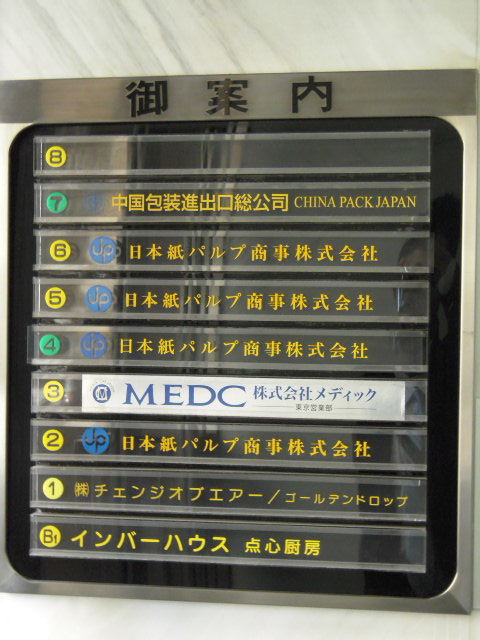 御案内
8
7 中国包装進出口総公司 CHINA PACK JAPAN
6 JP 日本紙パルプ商事株式会社
5 JP 日本紙パルプ商事株式会社
4 JP 日本紙パルプ商事株式会社
3 M MEDC 株式会社メディック
東京営業部
2 JP 日本紙パルプ商事株式会社
1 ㈱チェンジオブエアー/ゴールデンドロップ
B1 インバーハウス 点心厨房